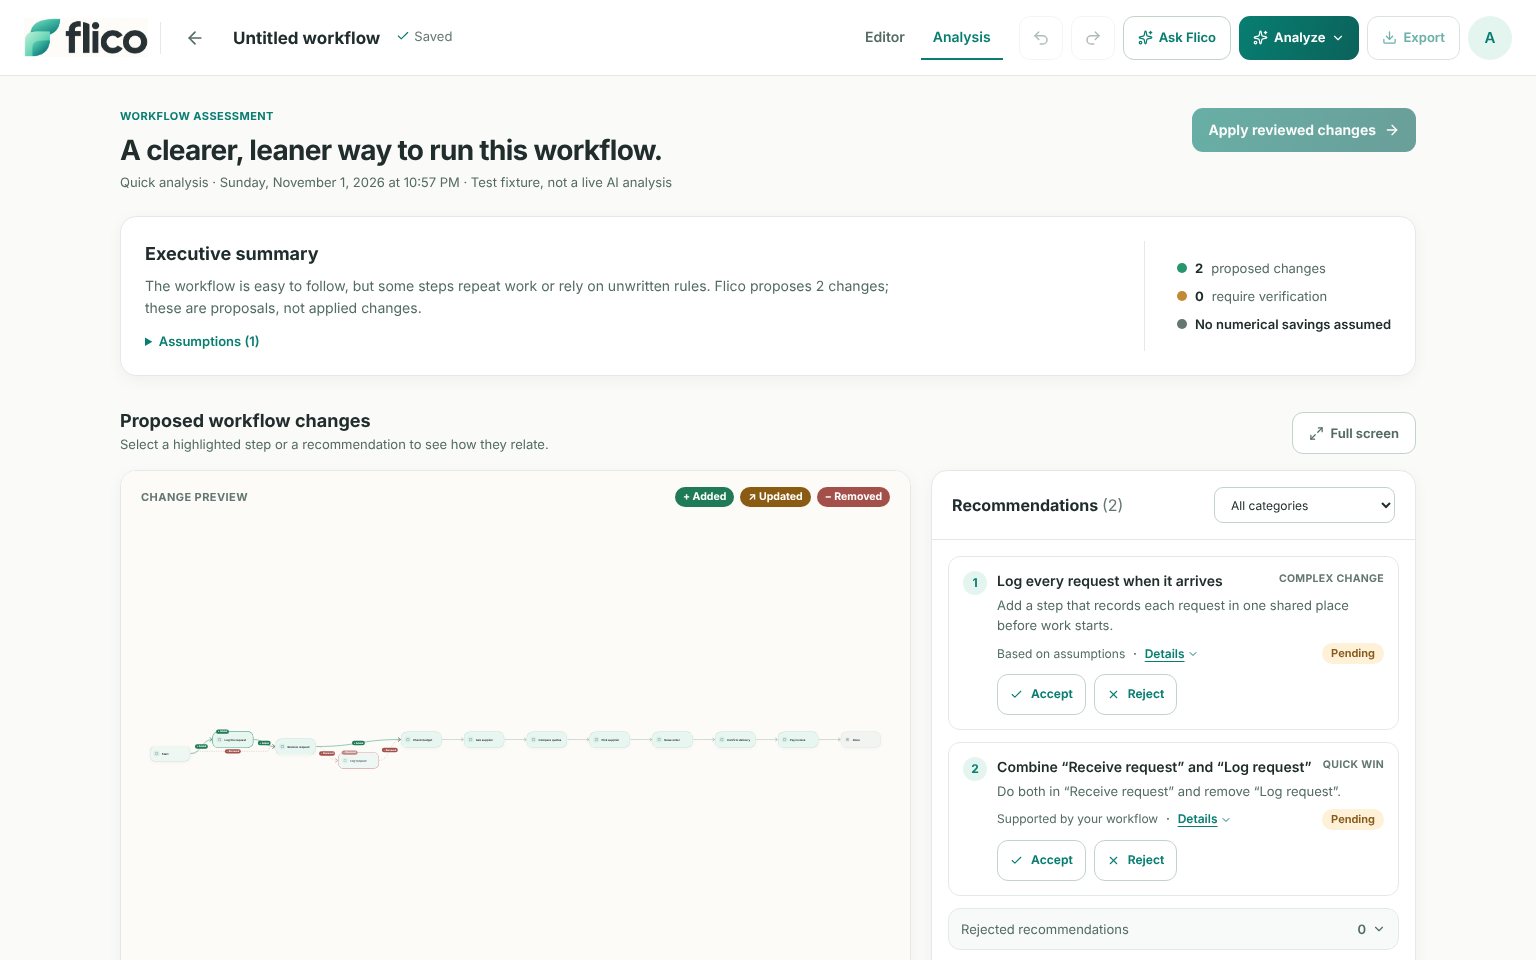 flico
Untitled workflow
Saved
Editor
Analysis
Ask Flico
Analyze
Export
A
WORKFLOW ASSESSMENT
A clearer, leaner way to run this workflow.
Quick analysis · Sunday, November 1, 2026 at 10:57 PM · Test fixture, not a live AI analysis
Apply reviewed changes
Executive summary
The workflow is easy to follow, but some steps repeat work or rely on unwritten rules. Flico proposes 2 changes;
these are proposals, not applied changes.
Assumptions (1)
2 proposed changes
0 require verification
No numerical savings assumed
Proposed workflow changes
Select a highlighted step or a recommendation to see how they relate.
Full screen
CHANGE PREVIEW
+ Added
Updated
− Removed
Recommendations (2)
All categories
1
Log every request when it arrives
COMPLEX CHANGE
Add a step that records each request in one shared place
before work starts.
Based on assumptions · Details
Pending
Accept
Reject
2
Combine “Receive request” and “Log request”
QUICK WIN
Do both in “Receive request” and remove “Log request”.
Supported by your workflow · Details
Pending
Accept
Reject
Rejected recommendations
0